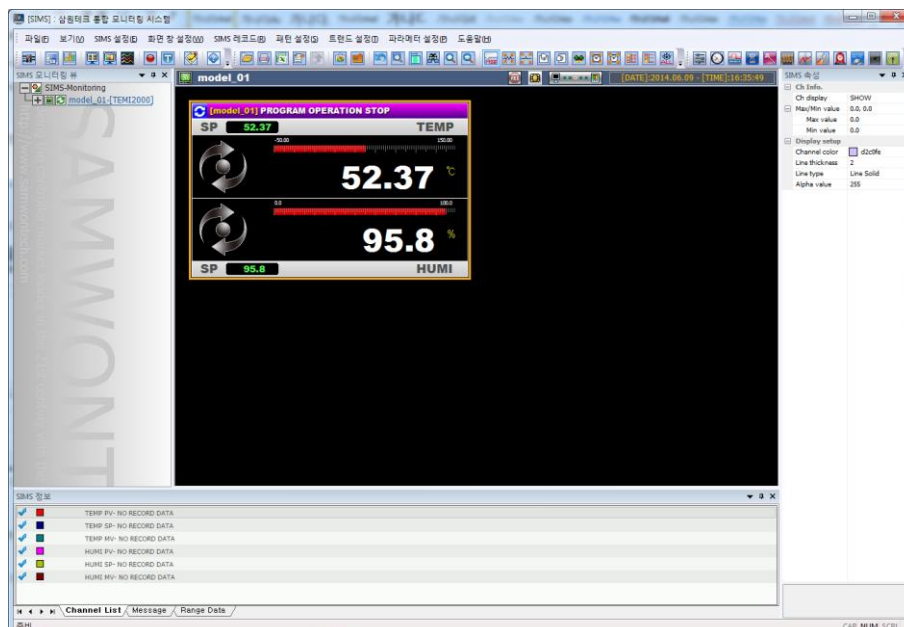 [SIMS] : 삼원테크 통합 모니터링 시스템
파일(F) 보기(V) SIMS 설정(E) 화면 창 설정(W) SIMS 레코드(R) 패턴 설정(S) 트랜드 설정(T) 파라메터 설정(P) 도움말(H)
SIMS 모니터링 뷰
SIMS-Monitoring
model_01-[TEMI2000]
SAMWONT
model_01
[DATE]:2014.06.09 - [TIME]:16:35:49
[model_01] PROGRAM OPERATION STOP
SP 52.37 TEMP
-50.00 150.00
52.37 ℃
0.0 100.0
95.8 %
SP 95.8 HUMI
SIMS 속성
Ch Info.
Ch display SHOW
Max/Min value 0.0, 0.0
Max value 0.0
Min value 0.0
Display setup
Channel color d2c0fe
Line thickness 2
Line type Line Solid
Alpha value 255
SIMS 정보
TEMP PV- NO RECORD DATA
TEMP SP- NO RECORD DATA
TEMP MV- NO RECORD DATA
HUMI PV- NO RECORD DATA
HUMI SP- NO RECORD DATA
HUMI MV- NO RECORD DATA
Channel List Message Range Data
준비
CAP NUM SCRL